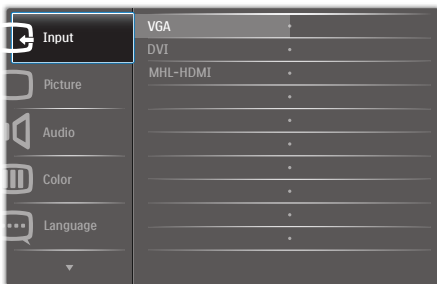 Input
Picture
Audio
Color
Language
VGA
DVI
MHL-HDMI